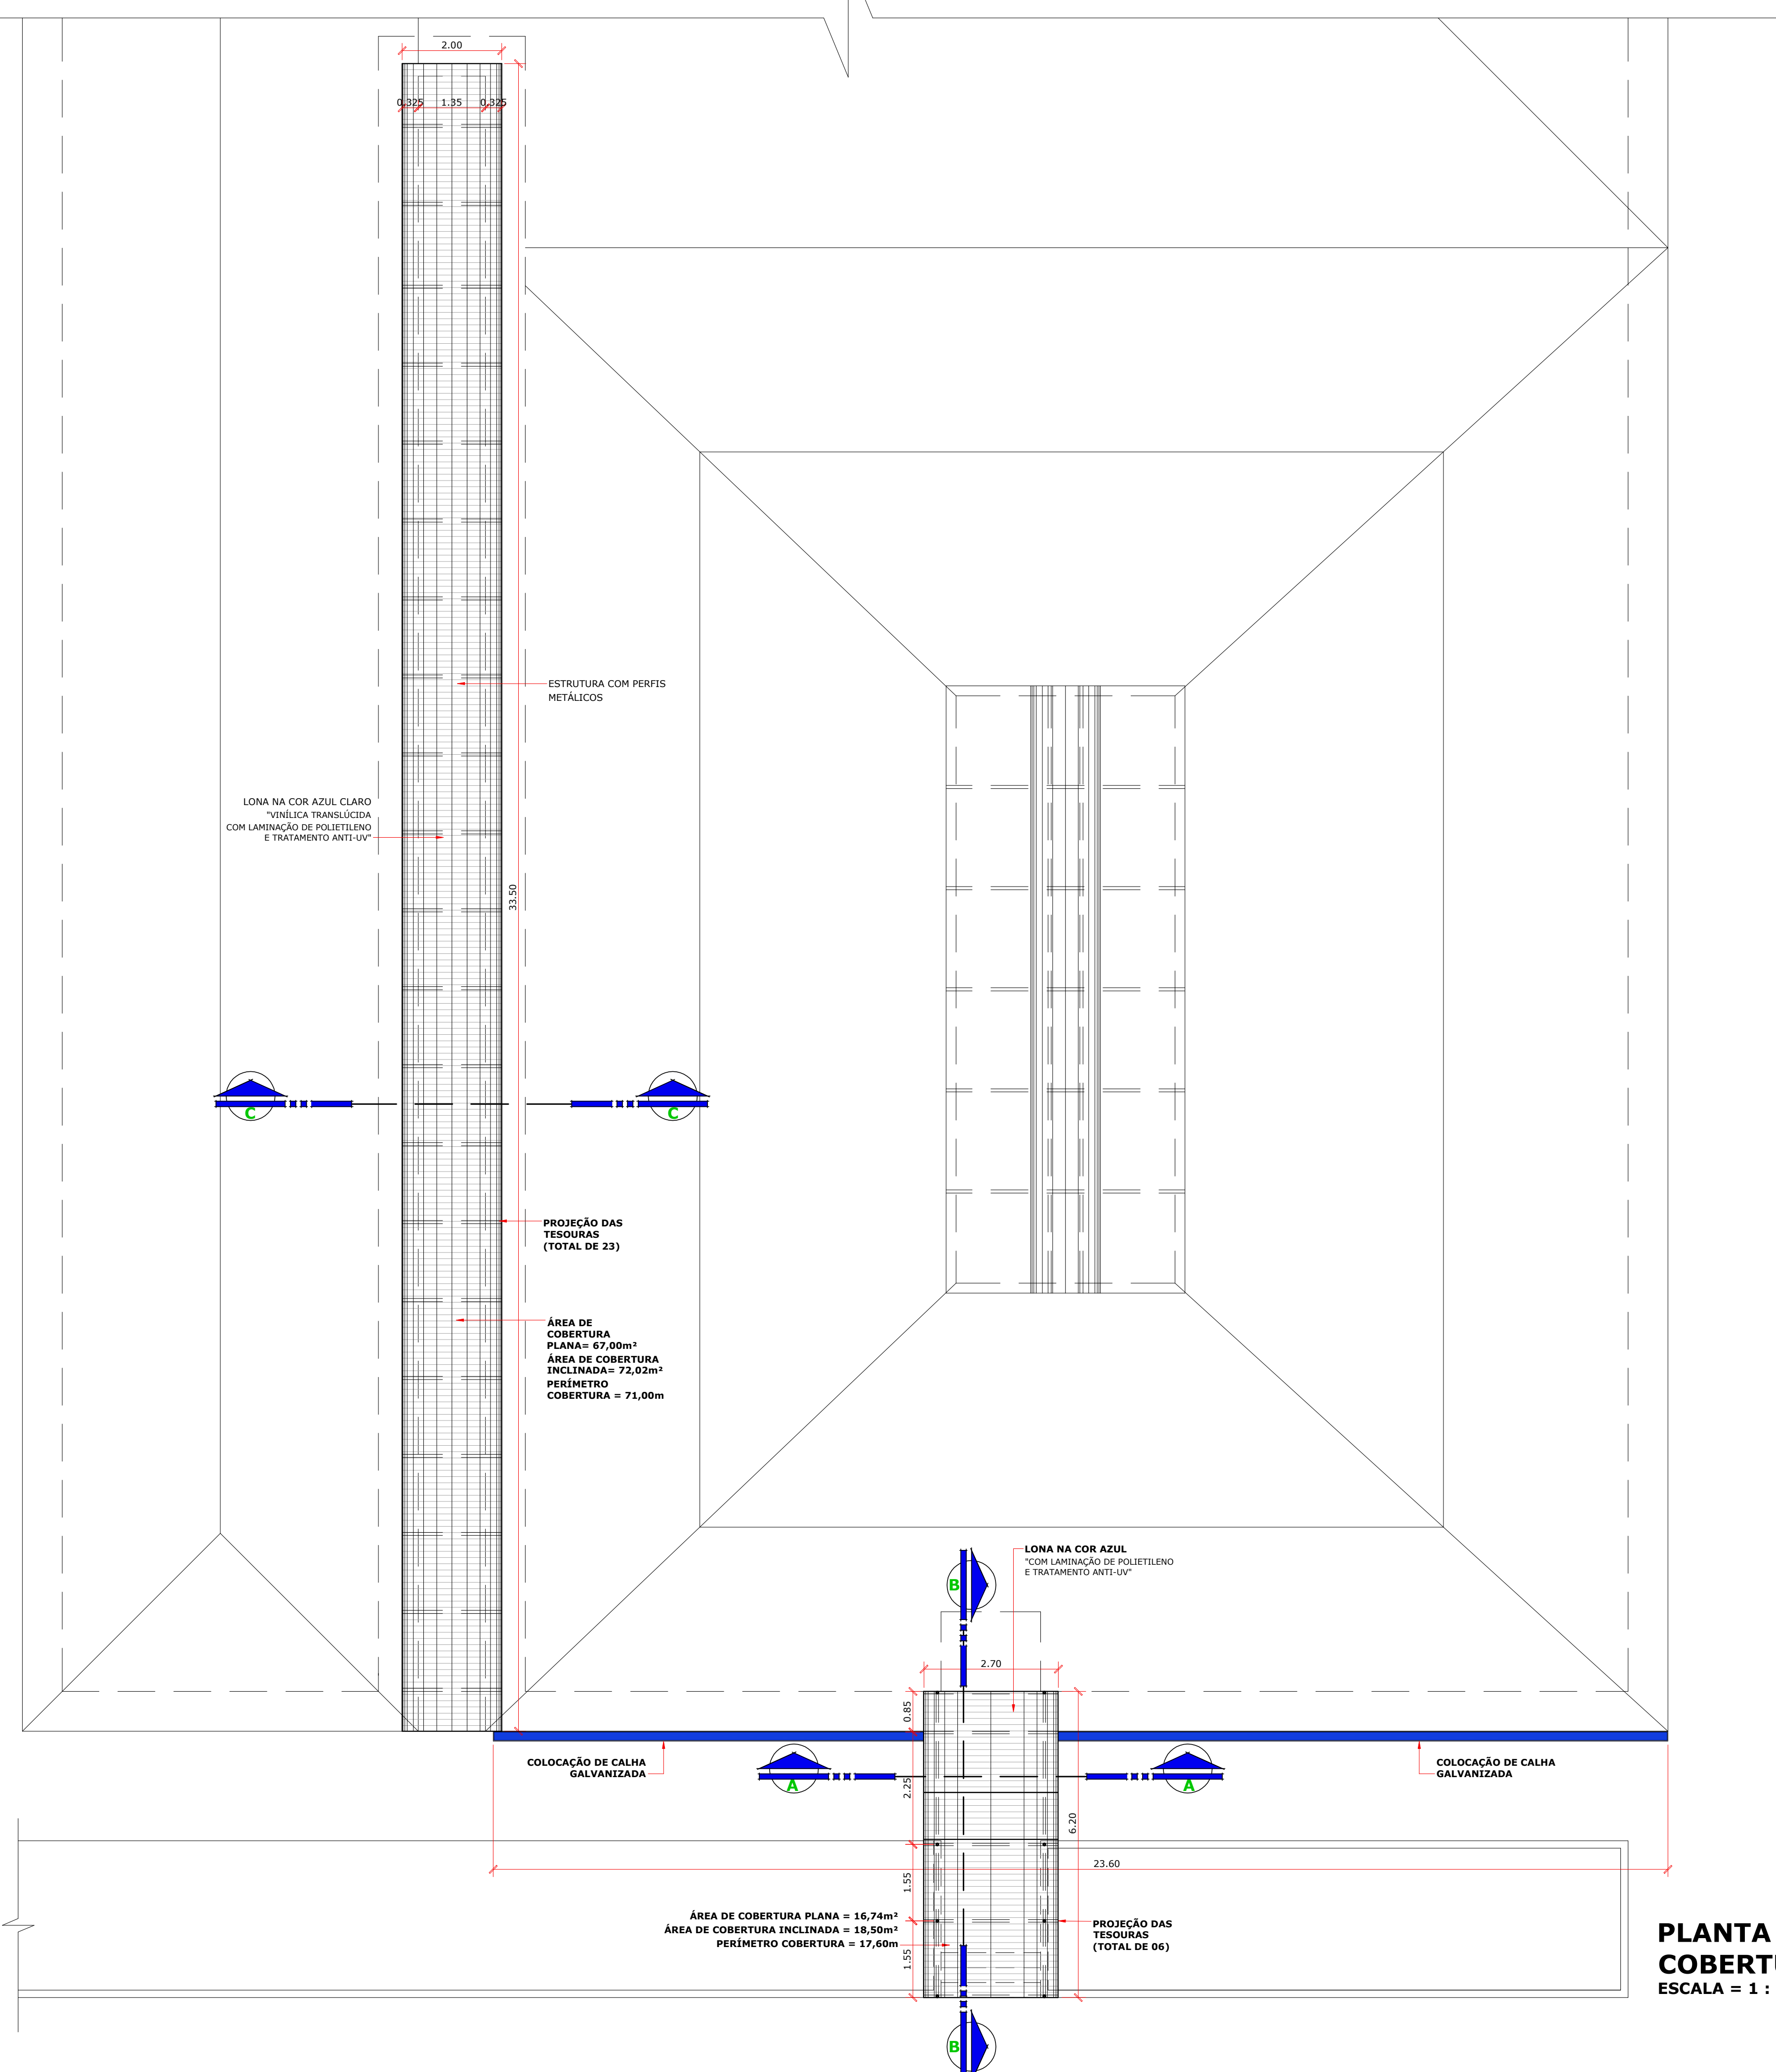 2.00
0.325
1.35
0.325
ESTRUTURA COM PERFIS
METÁLICOS
LONA NA COR AZUL CLARO
"VINÍLICA TRANSLÚCIDA
COM LAMINAÇÃO DE POLIETILENO
E TRATAMENTO ANTI-UV"
33.50
C
C
PROJEÇÃO DAS
TESOURAS
(TOTAL DE 23)
ÁREA DE
COBERTURA
PLANA= 67,00m²
ÁREA DE COBERTURA
INCLINADA= 72,02m²
PERÍMETRO
COBERTURA = 71,00m
LONA NA COR AZUL
"COM LAMINAÇÃO DE POLIETILENO
E TRATAMENTO ANTI-UV"
B
2.70
0.85
COLOCAÇÃO DE CALHA
GALVANIZADA
A
A
COLOCAÇÃO DE CALHA
GALVANIZADA
2.25
6.20
23.60
1.55
ÁREA DE COBERTURA PLANA = 16,74m²
ÁREA DE COBERTURA INCLINADA = 18,50m²
PERÍMETRO COBERTURA = 17,60m
PROJEÇÃO DAS
TESOURAS
(TOTAL DE 06)
1.55
B
PLANTA
COBERTU
ESCALA = 1 :